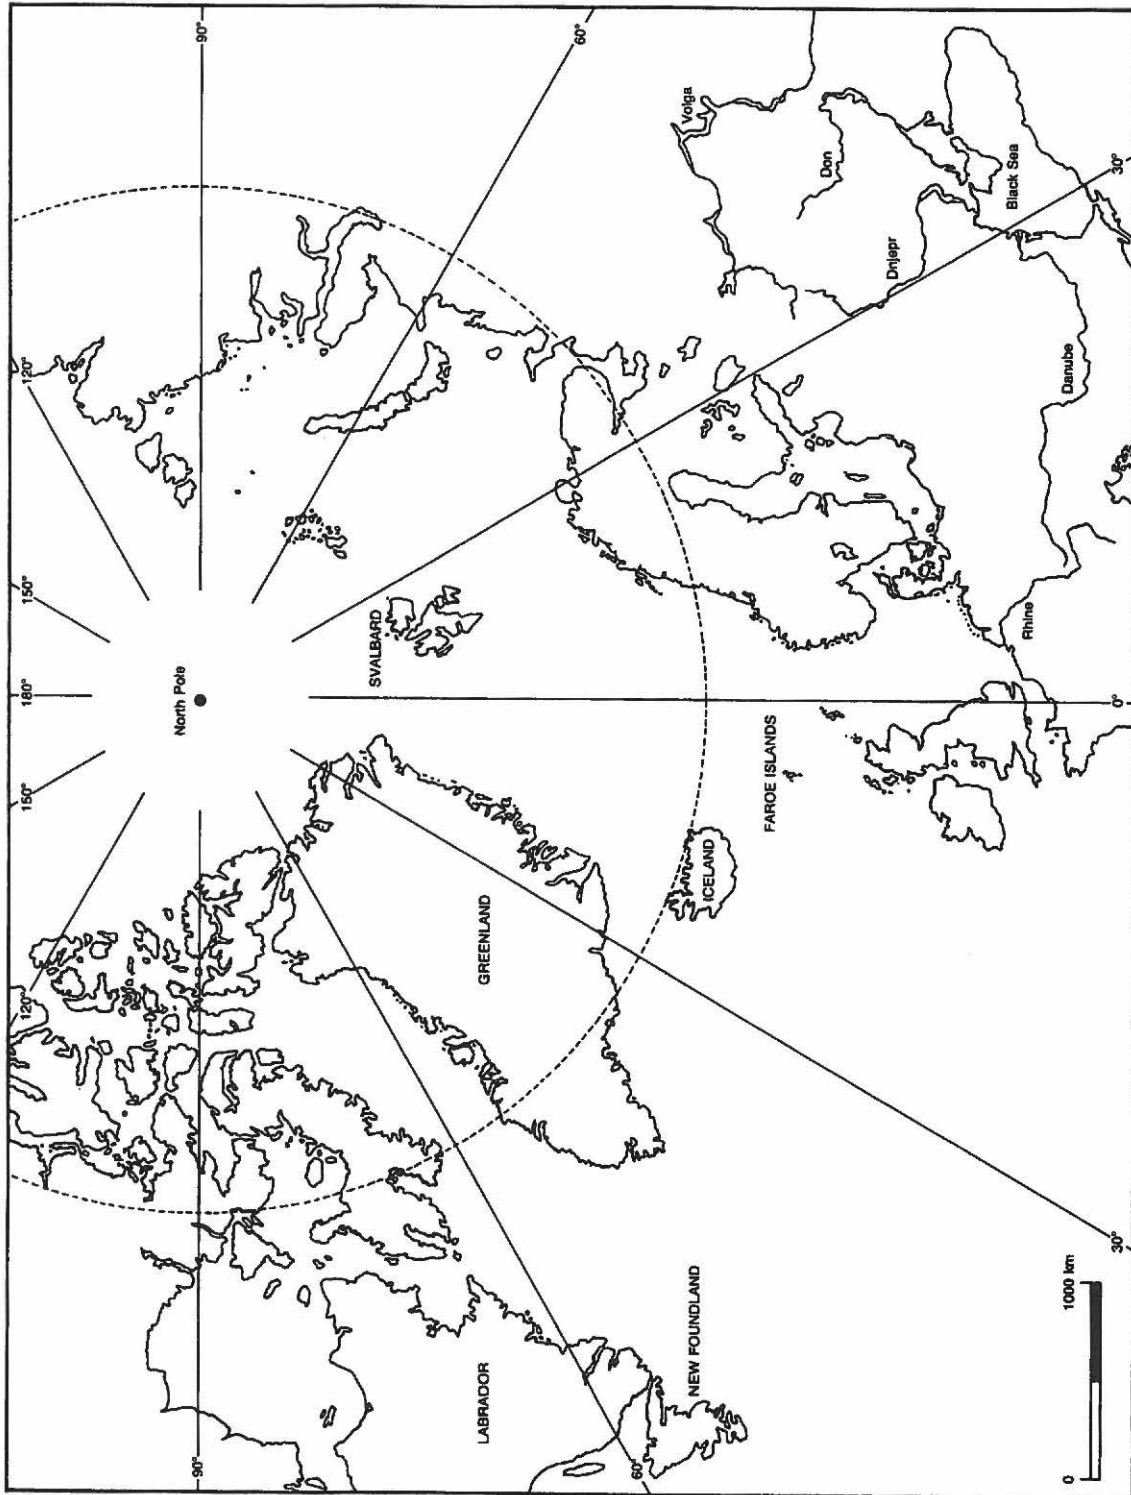 90°
60°
30°
0°
30°
60°
90°
120°
150°
180°
150°
120°
North Pole
SVALBARD
GREENLAND
ICELAND
FAROE ISLANDS
LABRADOR
NEW FOUNDLAND
Volga
Don
Dnjepr
Black Sea
Danube
Rhine
0
1000 km